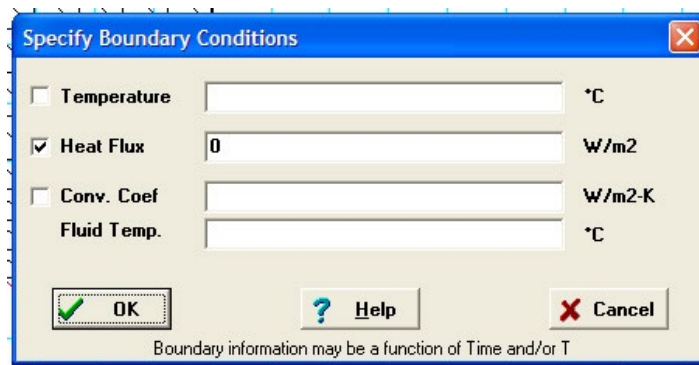 Specify Boundary Conditions
Temperature °C
Heat Flux 0 W/m2
Conv. Coef W/m2-K
Fluid Temp. °C
OK Help Cancel
Boundary information may be a function of Time and/or T